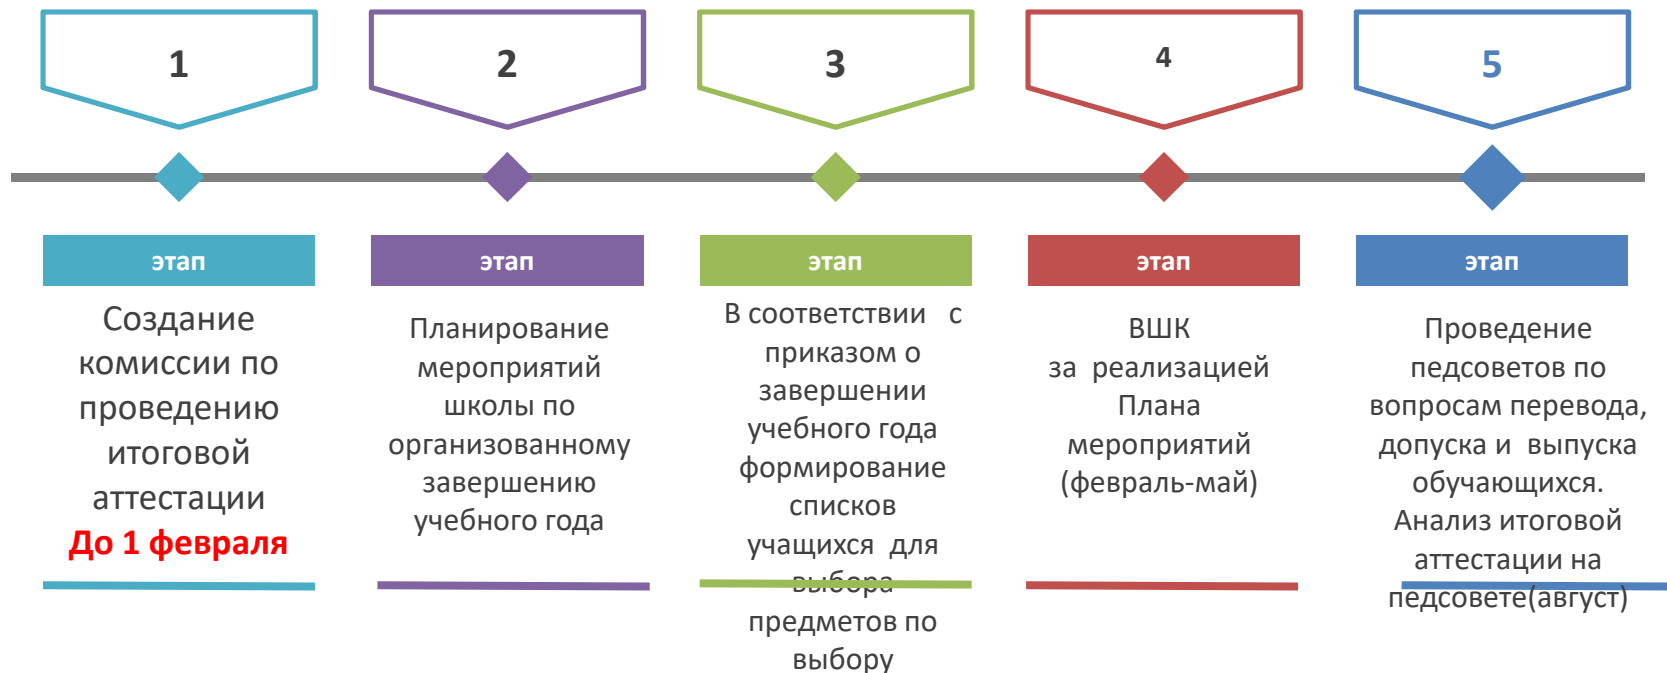 1
2
3
4
5
этап
этап
этап
этап
этап
Создание
комиссии по
проведению
итоговой
аттестации
До 1 февраля
Планирование
мероприятий
школы по
организованному
завершению
учебного года
В соответствии с
приказом о
завершении
учебного года
формирование
списков
учащихся для
выбора
предметов по
выбору
ВШК
за реализацией
Плана
мероприятий
(февраль-май)
Проведение
педсоветов по
вопросам перевода,
допуска и выпуска
обучающихся.
Анализ итоговой
аттестации на
педсовете(август)